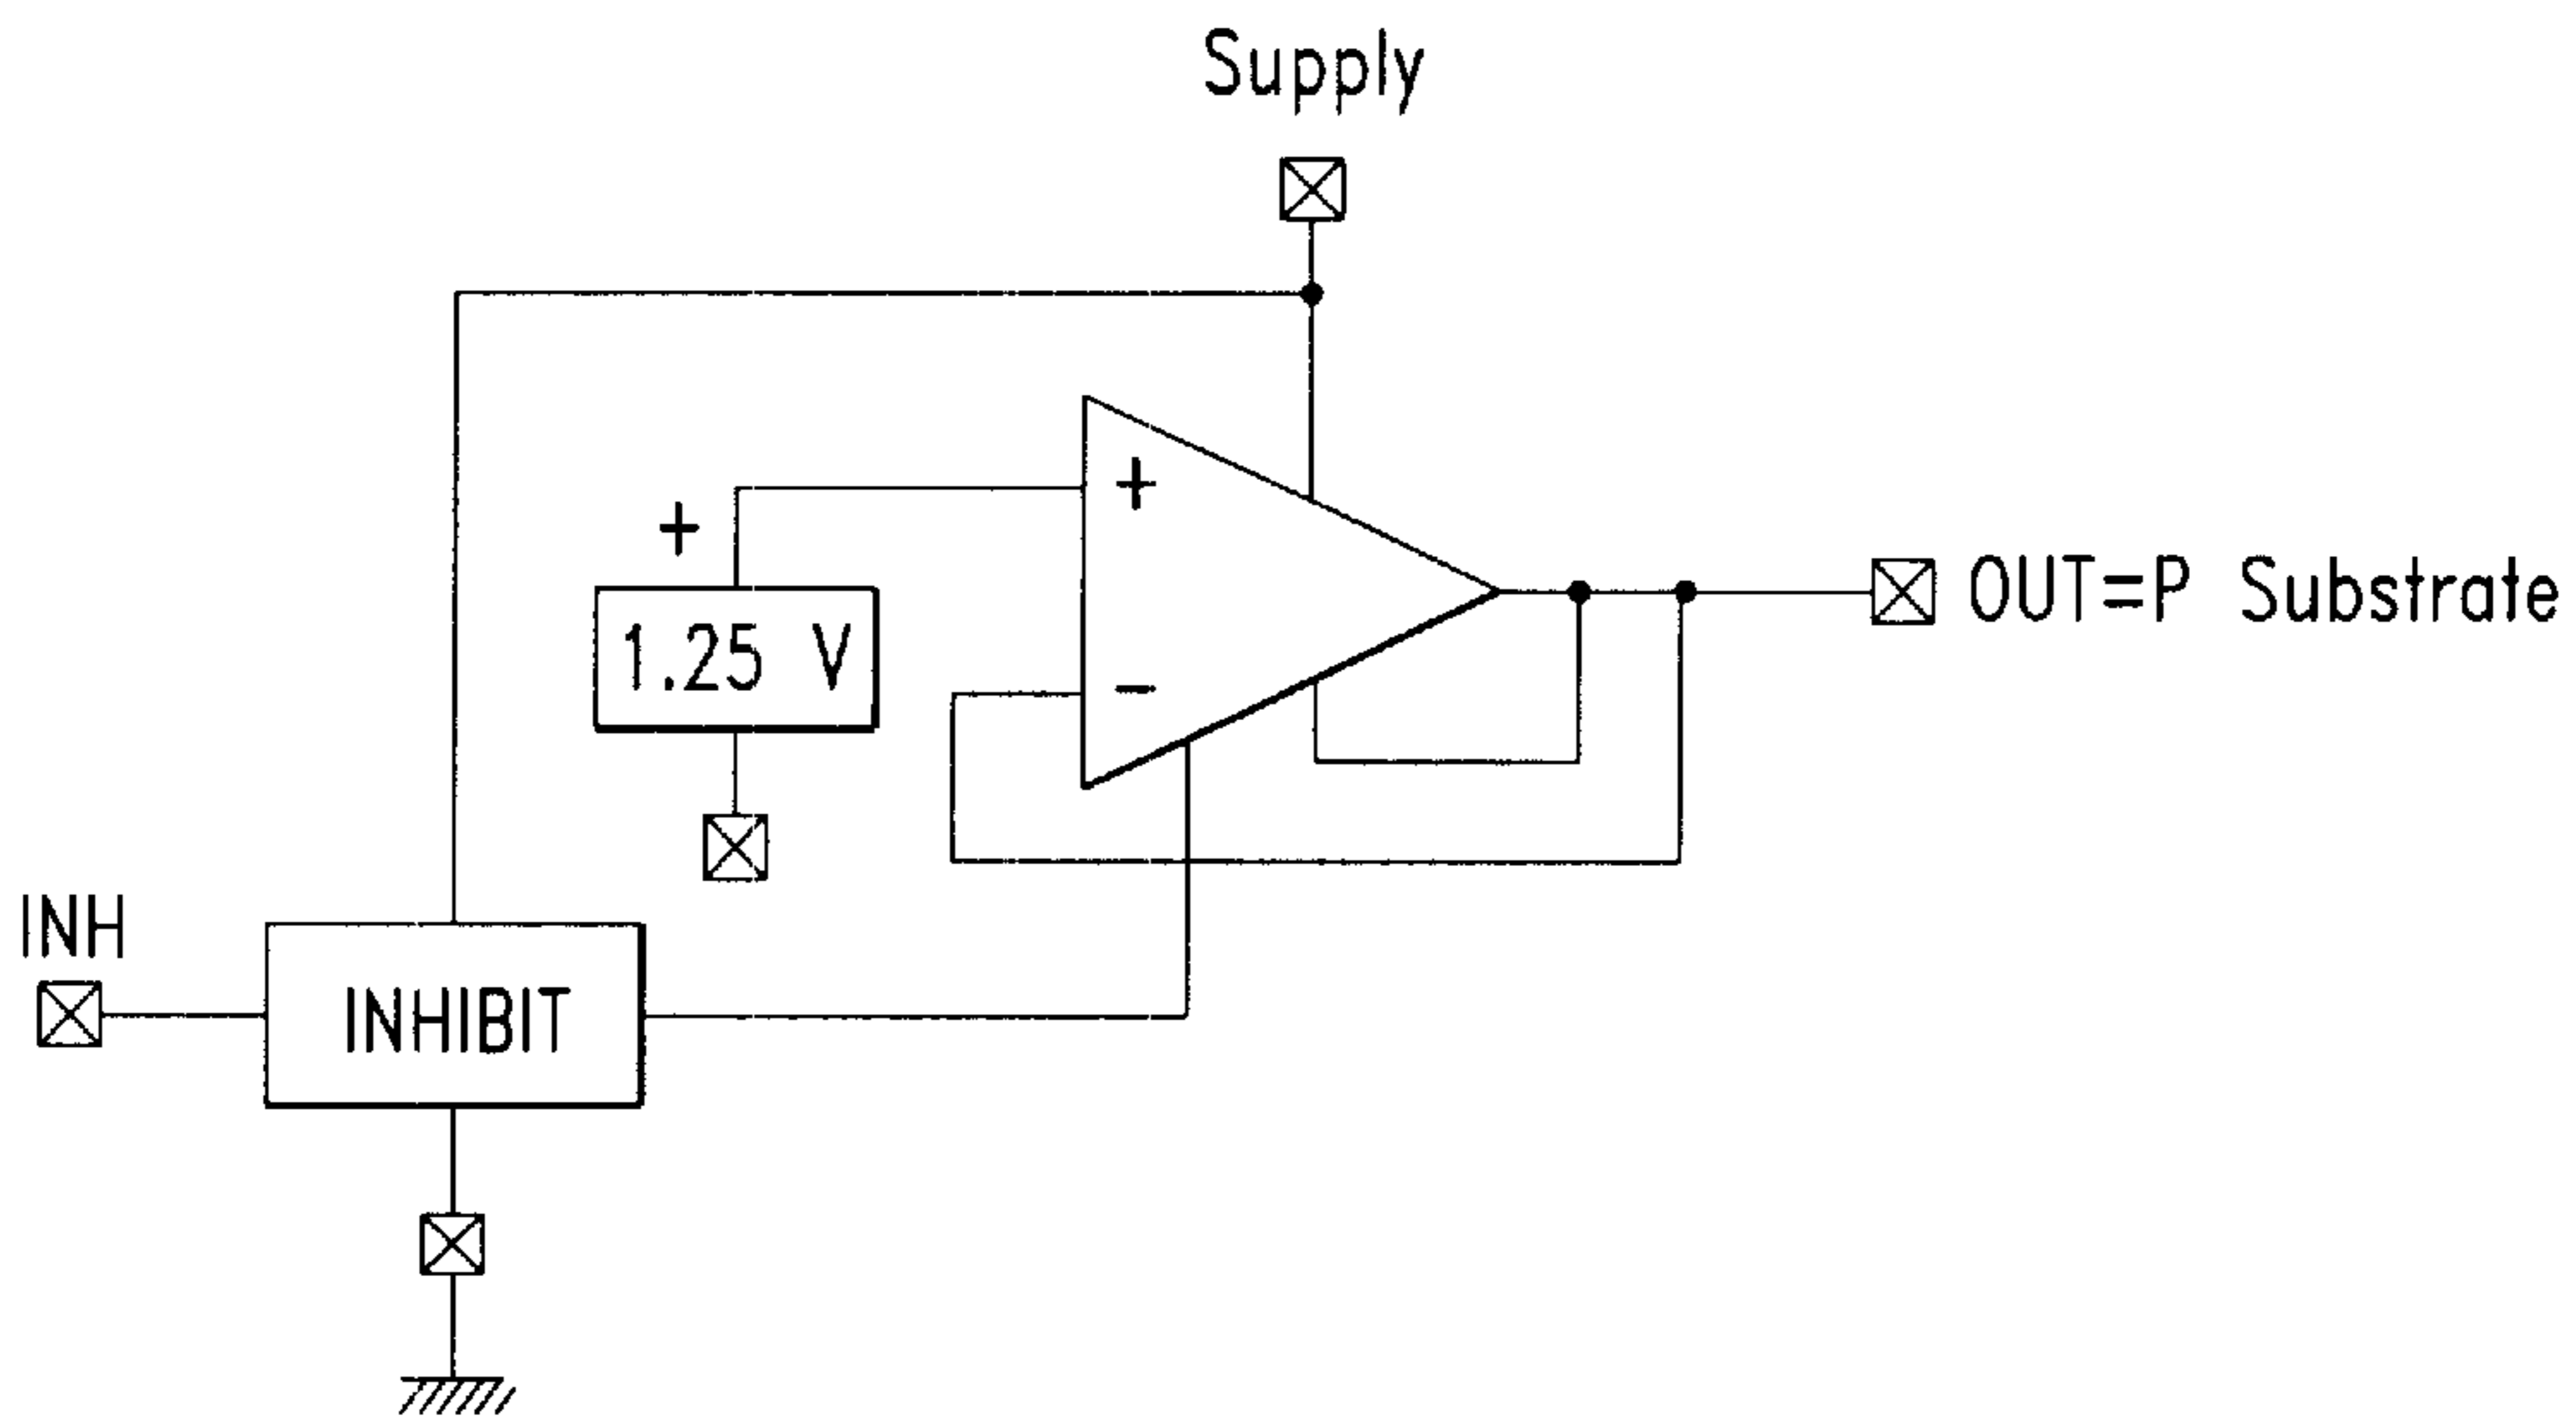 Supply
+
+
1.25 V
-
OUT=P Substrate
INH
INHIBIT